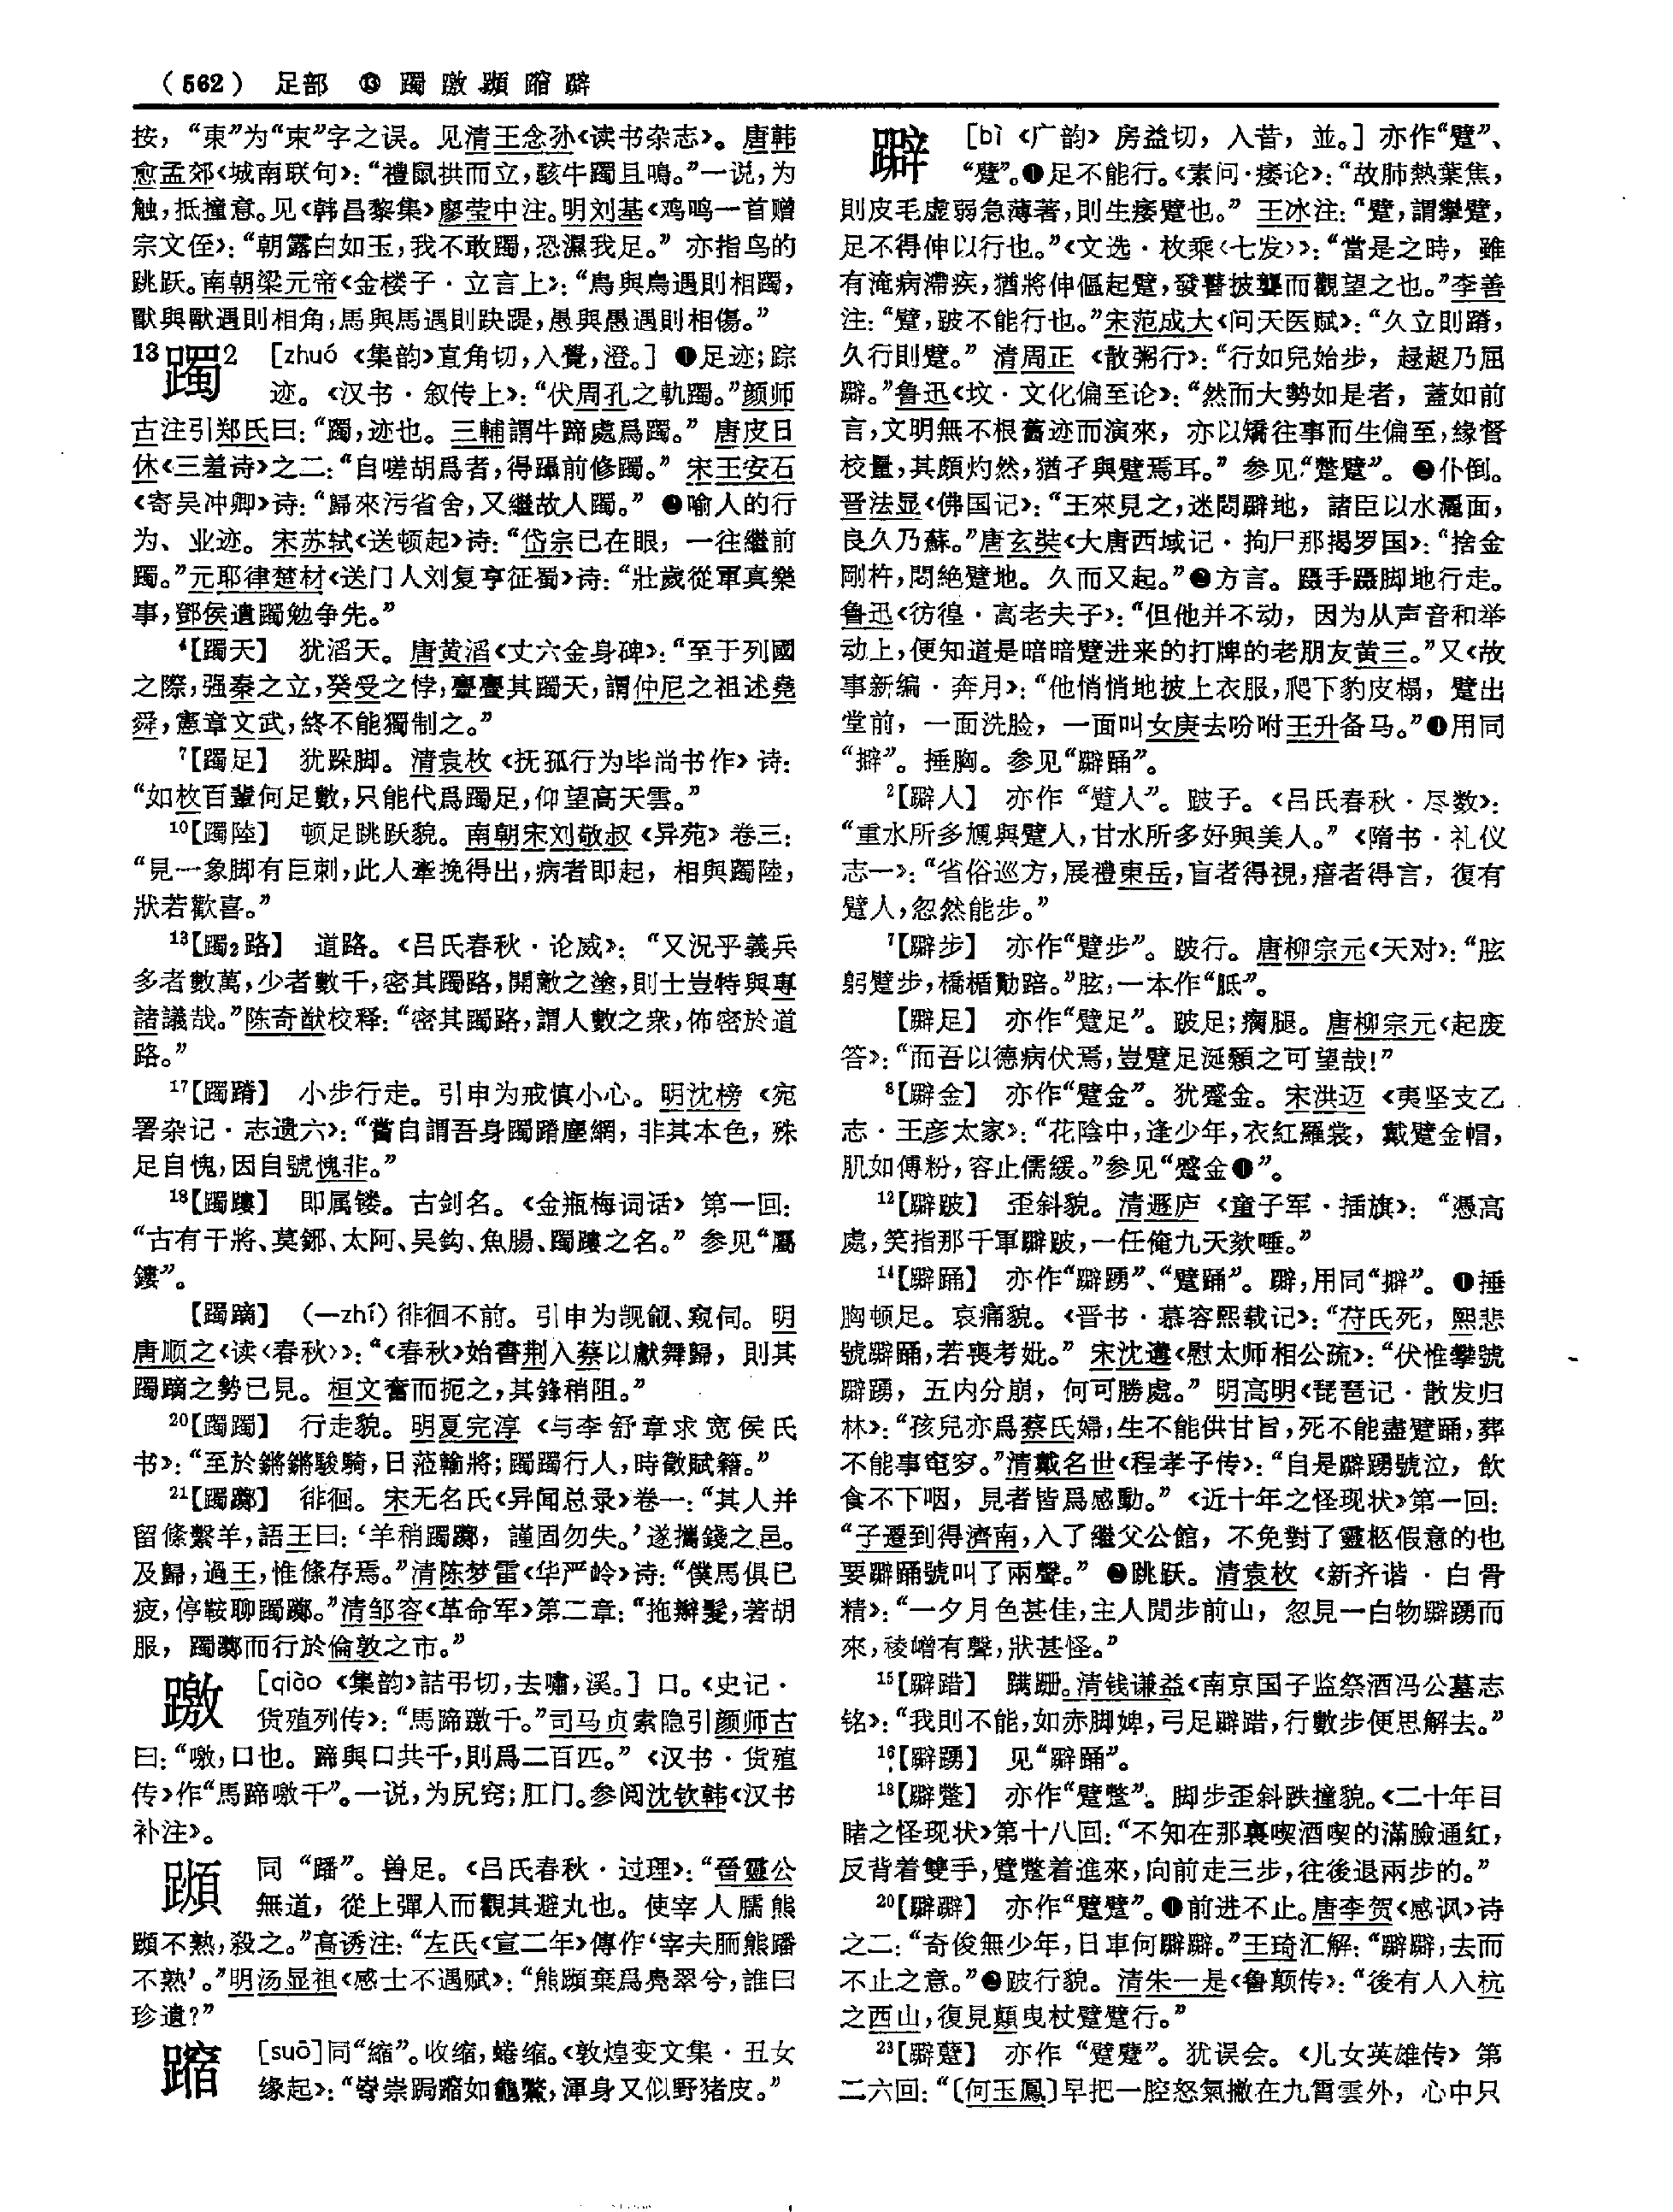 （562） 足部 ⓭ 躅 𨅎 𨅯 蹜 躃
按，“東”为“束”字之误。见清王念孙《读书杂志》。唐韩
愈孟郊《城南联句》：“禮鼠拱而立，駭牛躅且鳴。”一说，为
触，抵撞意。见《韩昌黎集》廖莹中注。明刘基《鸡鸣一首赠
宗文侄》：“朝露白如玉，我不敢躅，恐濕我足。” 亦指鸟的
跳跃。南朝梁元帝《金楼子·立言上》：“鳥與鳥遇則相躅，
獸與獸遇則相角，馬與馬遇則趹踶，愚與愚遇則相傷。”
13躅2 ［zhuó 《集韵》直角切，入覺，澄。］ ❶足迹；踪
迹。《汉书·叙传上》：“伏周孔之軌躅。”颜师
古注引郑氏曰：“躅，迹也。三輔謂牛蹄處爲躅。” 唐皮日
休《三羞诗》之二：“自嗟胡爲者，得躡前修躅。” 宋王安石
《寄吴冲卿》诗：“歸來污省舍，又繼故人躅。” ❷喻人的行
为、业迹。宋苏轼《送顿起》诗：“岱宗已在眼，一往繼前
躅。”元耶律楚材《送门人刘复亨征蜀》诗：“壯歲從軍真樂
事，鄧侯遺躅勉争先。”
4【躅天】 犹滔天。唐黄滔《丈六金身碑》：“至于列國
之際，强秦之立，癸受之悖，亹亹其躅天，謂仲尼之祖述堯
舜，憲章文武，終不能獨制之。”
7【躅足】 犹跺脚。清袁枚《抚孤行为毕尚书作》诗：
“如枚百輩何足數，只能代爲躅足，仰望高天雲。”
10【躅陸】 顿足跳跃貌。南朝宋刘敬叔《异苑》卷三：
“見一象脚有巨刺，此人牽挽得出，病者即起，相與躅陸，
狀若歡喜。”
13【躅2路】 道路。《吕氏春秋·论威》：“又況乎義兵
多者數萬，少者數千，密其躅路，開敵之塗，則士豈特與專
諸議哉。”陈奇猷校释：“密其躅路，謂人數之衆，佈密於道
路。”
17【躅蹐】 小步行走。引申为戒慎小心。明沈榜《宛
署杂记·志遗六》：“嘗自謂吾身躅蹐塵網，非其本色，殊
足自愧，因自號愧非。”
18【躅鏤】 即属镂。古剑名。《金瓶梅词话》第一回：
“古有干將、莫鎁、太阿、吴鈎、魚腸、躅䠫之名。” 参见“屬
鏤”。
【躅蹢】 （—zhí）徘徊不前。引申为觊觎、窥伺。明
唐顺之《读〈春秋〉》：“《春秋》始書荆入蔡以獻舞歸，則其
躅蹢之勢已見。桓文奮而扼之，其鋒稍阻。”
20【躅躅】 行走貌。明夏完淳《与李舒章求宽侯氏
书》：“至於鏘鏘駿騎，日蒞輸將；躅躅行人，時徵賦籍。”
21【躅躑】 徘徊。宋无名氏《异闻总录》卷一：“其人并
留絛繫羊，語王曰：‘羊稍躅躑，謹固勿失。’遂攜錢之邑。
及歸，過王，惟絛存焉。”清陈梦雷《华严岭》诗：“僕馬俱已
疲，停鞍聊躅躑。”清邹容《革命军》第二章：“拖辮髮，著胡
服，躅躑而行於倫敦之市。”
［qiào 《集韵》詰弔切，去嘯，溪。］ 口。《史记·
货殖列传》：“馬蹄躈千。”司马贞索隐引颜师古
曰：“噭，口也。蹄與口共千，則爲二百匹。” 《汉书·货殖
传》作“馬蹄噭千”。一说，为尻窍；肛门。参阅沈钦韩《汉书
补注》。
同“蹯”。兽足。《吕氏春秋·过理》：“晉靈公
無道，從上彈人而觀其避丸也。使宰人臑熊
蹞不熟，殺之。”高诱注：“左氏《宣二年》傳作‘宰夫胹熊蹯
不熟’。”明汤显祖《感士不遇赋》：“熊蹞棄爲鳧翠兮，誰曰
珍遺？”
［suō］同“縮”。收缩，蜷缩。《敦煌变文集·丑女
缘起》：“穹崇跼蹜如龜鱉，渾身又似野猪皮。”
躃 ［bì 《广韵》 房益切，入昔，並。］ 亦作“躄”、
“躄”。❶足不能行。《素问·痿论》：“故肺熱葉焦，
則皮毛虚弱急薄著，則生痿躄也。” 王冰注：“躄，謂攣躄，
足不得伸以行也。”《文选·枚乘〈七发〉》：“當是之時，雖
有淹病滯疾，猶將伸傴起躄，發瞽披聾而觀望之也。”李善
注：“躄，跛不能行也。”宋范成大《问天医赋》：“久立則蹐，
久行則躄。” 清周正《散粥行》：“行如兒始步，趑趄乃屈
躃。”鲁迅《坟·文化偏至论》：“然而大勢如是者，蓋如前
言，文明無不根舊迹而演來，亦以矯往事而生偏至，緣督
校量，其頗灼然，猶孑與躄焉耳。” 参见“蹩躄”。❷仆倒。
晋法显《佛国记》：“王來見之，迷悶躃地，諸臣以水灑面，
良久乃蘇。”唐玄奘《大唐西域记·拘尸那揭罗国》：“捨金
剛杵，悶絶躄地。久而又起。”❸方言。蹑手蹑脚地行走。
鲁迅《彷徨·高老夫子》：“但他并不动，因为从声音和举
动上，便知道是暗暗躄进来的打牌的老朋友黄三。”又《故
事新编·奔月》：“他悄悄地披上衣服，爬下豹皮榻，躄出
堂前，一面洗脸，一面叫女庚去吩咐王升备马。”❹用同
“擗”。捶胸。参见“躃踊”。
2【躃人】 亦作“躄人”。跛子。《吕氏春秋·尽数》：
“重水所多尰與躄人，甘水所多好與美人。” 《隋书·礼仪
志一》：“省俗巡方，展禮東岳，盲者得視，瘖者得言，復有
躄人，忽然能步。”
7【躃步】 亦作“躄步”。跛行。唐柳宗元《天对》：“胘
躬躄步，橋楯勩踣。”胘，一本作“胝”。
【躃足】 亦作“躄足”。跛足；瘸腿。唐柳宗元《起废
答》：“而吾以德病伏焉，豈躄足涎顙之可望哉！”
8【躃金】 亦作“躄金”。犹蹙金。宋洪迈《夷坚支乙
志·王彦太家》：“花陰中，逢少年，衣紅羅裳，戴躄金帽，
肌如傅粉，容止儒緩。”参见“蹙金❶”。
12【躃跛】 歪斜貌。清遯庐《童子军·插旗》：“憑高
處，笑指那千軍躃跛，一任俺九天欬唾。”
14【躃踊】 亦作“躃踴”、“躄踊”。躃，用同“擗”。❶捶
胸顿足。哀痛貌。《晋书·慕容熙载记》：“苻氏死，熙悲
號躃踊，若喪考妣。” 宋沈遘《慰太师相公疏》：“伏惟攀號
躃踴，五内分崩，何可勝處。” 明高明《琵琶记·散发归
林》：“孩兒亦爲蔡氏婦，生不能供甘旨，死不能盡躄踊，葬
不能事窀穸。”清戴名世《程孝子传》：“自是躃踴號泣，飲
食不下咽，見者皆爲感動。” 《近十年之怪现状》第一回：
“子遷到得濟南，入了繼父公館，不免對了靈柩假意的也
要躃踊號叫了兩聲。” ❷跳跃。清袁枚《新齐谐·白骨
精》：“一夕月色甚佳，主人閒步前山，忽見一白物躃踴而
來，稜嶒有聲，狀甚怪。”
15【躃踖】 蹒跚。清钱谦益《南京国子监祭酒冯公墓志
铭》：“我則不能，如赤脚婢，弓足躃踖，行數步便思解去。”
16【躃踴】 见“躃踊”。
18【躃蹩】 亦作“躄蹩”。脚步歪斜跌撞貌。《二十年目
睹之怪现状》第十八回：“不知在那裏喫酒喫的滿臉通紅，
反背着雙手，躄蹩着進來，向前走三步，往後退兩步的。”
20【躃躃】 亦作“躄躄”。❶前进不止。唐李贺《感讽》诗
之二：“奇俊無少年，日車何躃躃。”王琦汇解：“躃躃，去而
不止之意。”❷跛行貌。清朱一是《鲁颠传》：“後有人入杭
之西山，復見顛曳杖躄躄行。”
23【躃躠】 亦作“躄躠”。犹误会。《儿女英雄传》第
二六回：“〔何玉鳳〕早把一腔怒氣撇在九霄雲外，心中只